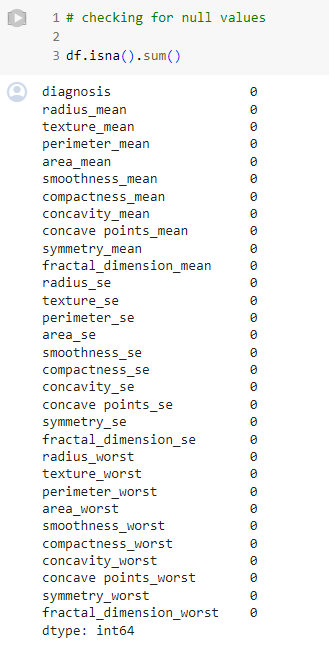 1 # checking for null values
2
3 df.isna().sum()
diagnosis 0
radius_mean 0
texture_mean 0
perimeter_mean 0
area_mean 0
smoothness_mean 0
compactness_mean 0
concavity_mean 0
concave points_mean 0
symmetry_mean 0
fractal_dimension_mean 0
radius_se 0
texture_se 0
perimeter_se 0
area_se 0
smoothness_se 0
compactness_se 0
concavity_se 0
concave points_se 0
symmetry_se 0
fractal_dimension_se 0
radius_worst 0
texture_worst 0
perimeter_worst 0
area_worst 0
smoothness_worst 0
compactness_worst 0
concavity_worst 0
concave points_worst 0
symmetry_worst 0
fractal_dimension_worst 0
dtype: int64